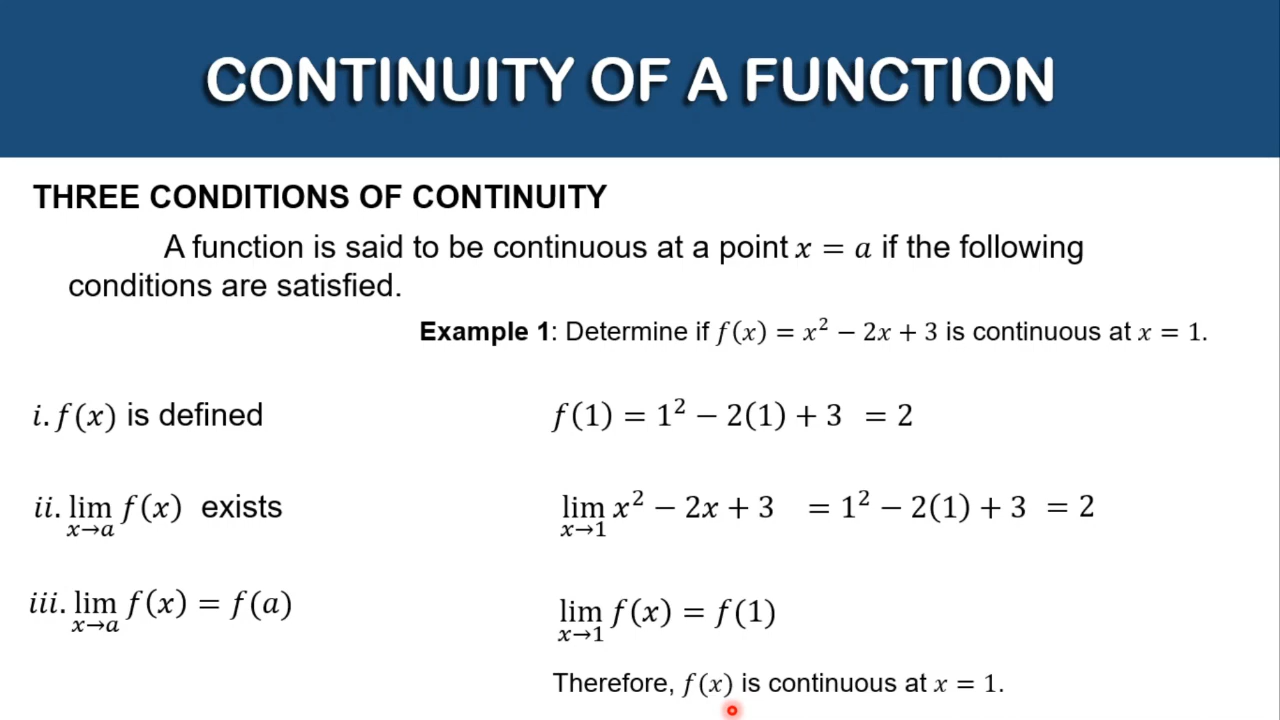 CONTINUITY OF A FUNCTION
THREE CONDITIONS OF CONTINUITY
A function is said to be continuous at a point x = a if the following
conditions are satisfied.
Example 1: Determine if f(x) = x² − 2x + 3 is continuous at x = 1.
i. f(x) is defined
f(1) = 1² − 2(1) + 3 = 2
ii. lim x→a f(x) exists
lim x→1 x² − 2x + 3 = 1² − 2(1) + 3 = 2
iii. lim x→a f(x) = f(a)
lim x→1 f(x) = f(1)
Therefore, f(x) is continuous at x = 1.